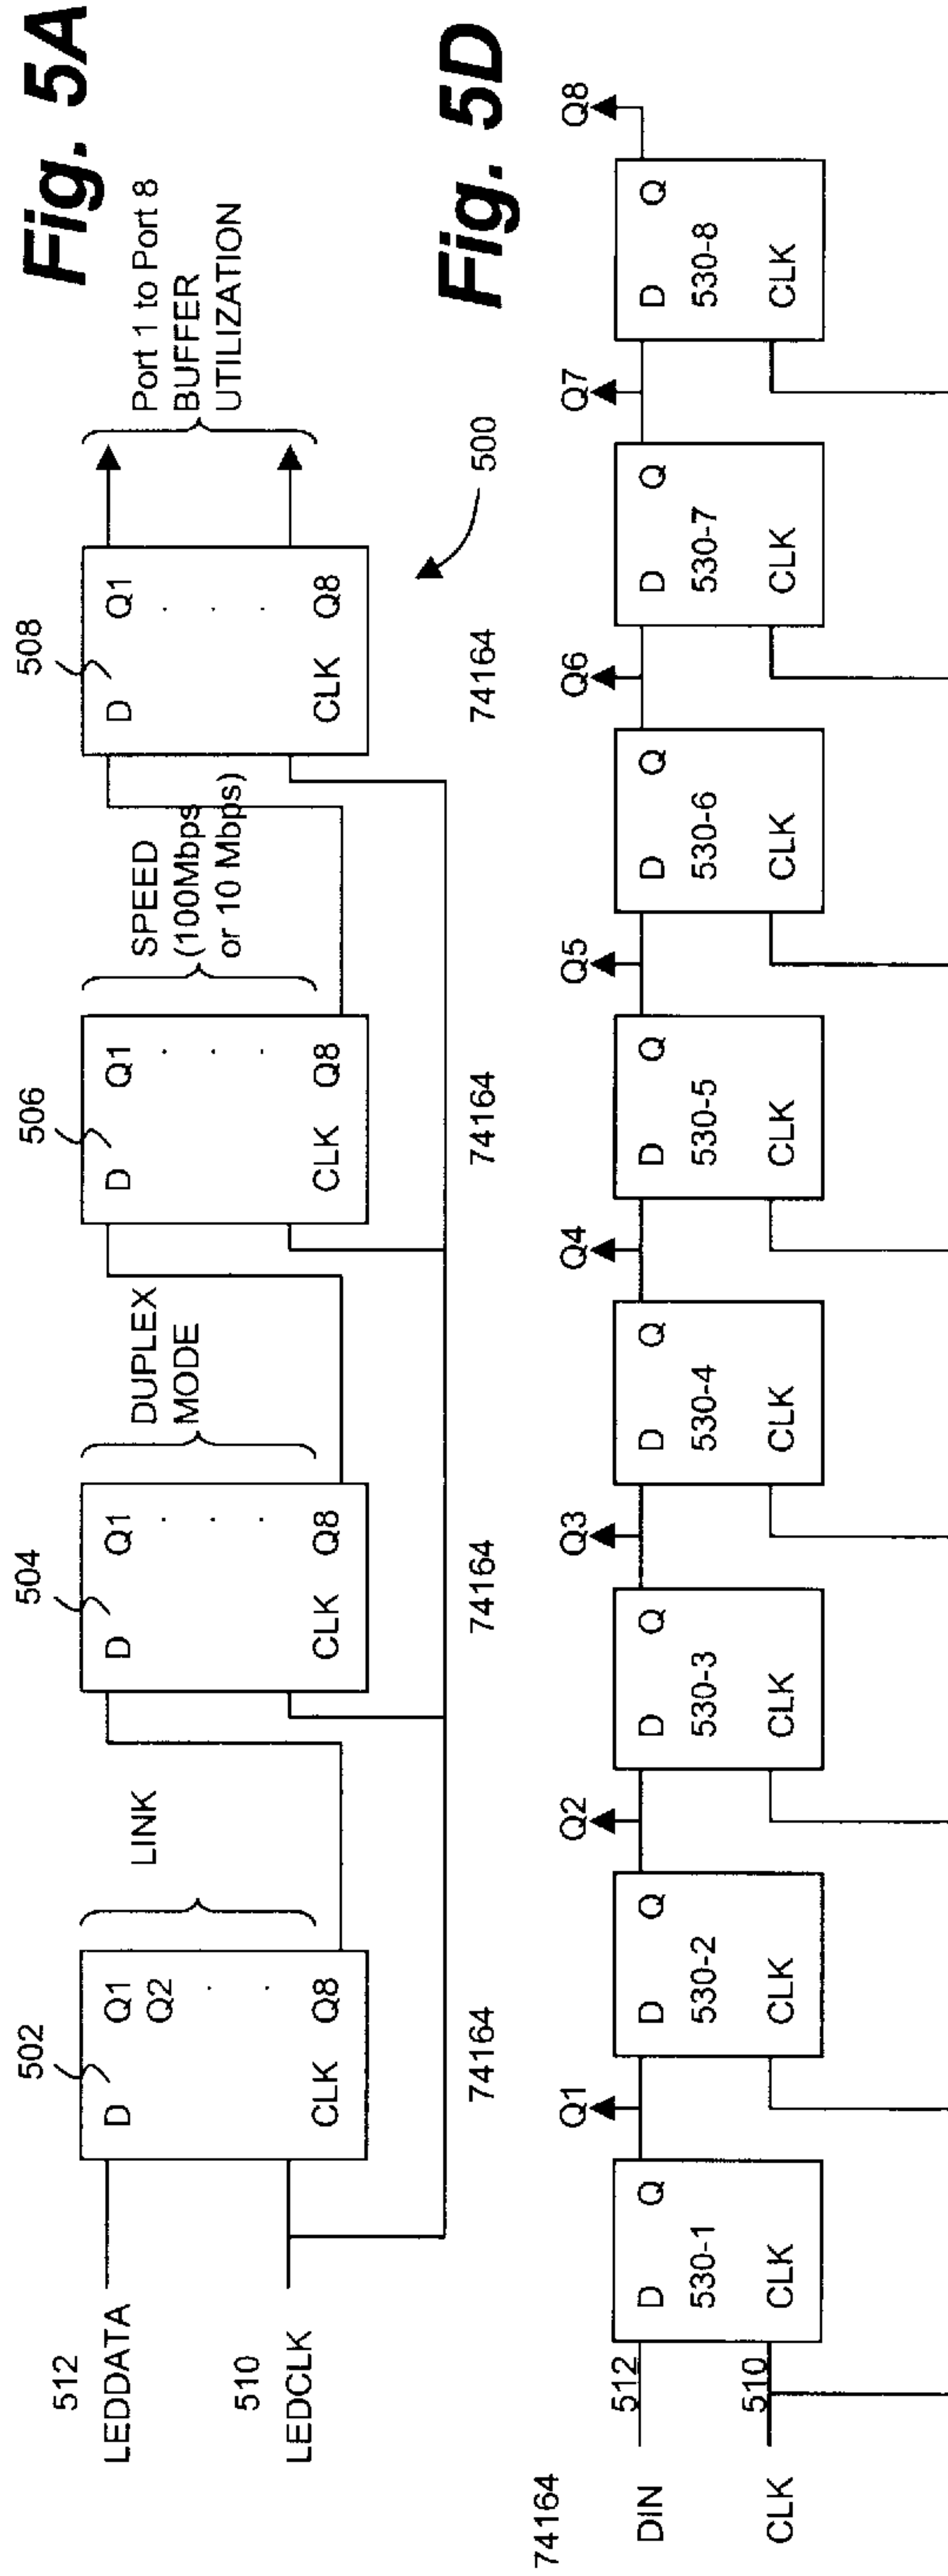 Fig. 5A
512
LEDDATA
510
LEDCLK
502
D
Q1
Q2
.
.
Q8
CLK
74164
LINK
504
D
Q1
.
.
.
Q8
CLK
74164
DUPLEX
MODE
506
D
Q1
.
.
.
Q8
CLK
74164
SPEED
(100Mbps
or 10 Mbps)
508
D
Q1
.
.
.
Q8
CLK
74164
Port 1 to Port 8
BUFFER
UTILIZATION
500
Fig. 5D
74164
DIN
512
CLK
510
D
Q
530-1
CLK
Q1
D
Q
530-2
CLK
Q2
D
Q
530-3
CLK
Q3
D
Q
530-4
CLK
Q4
D
Q
530-5
CLK
Q5
D
Q
530-6
CLK
Q6
D
Q
530-7
CLK
Q7
D
Q
530-8
CLK
Q8